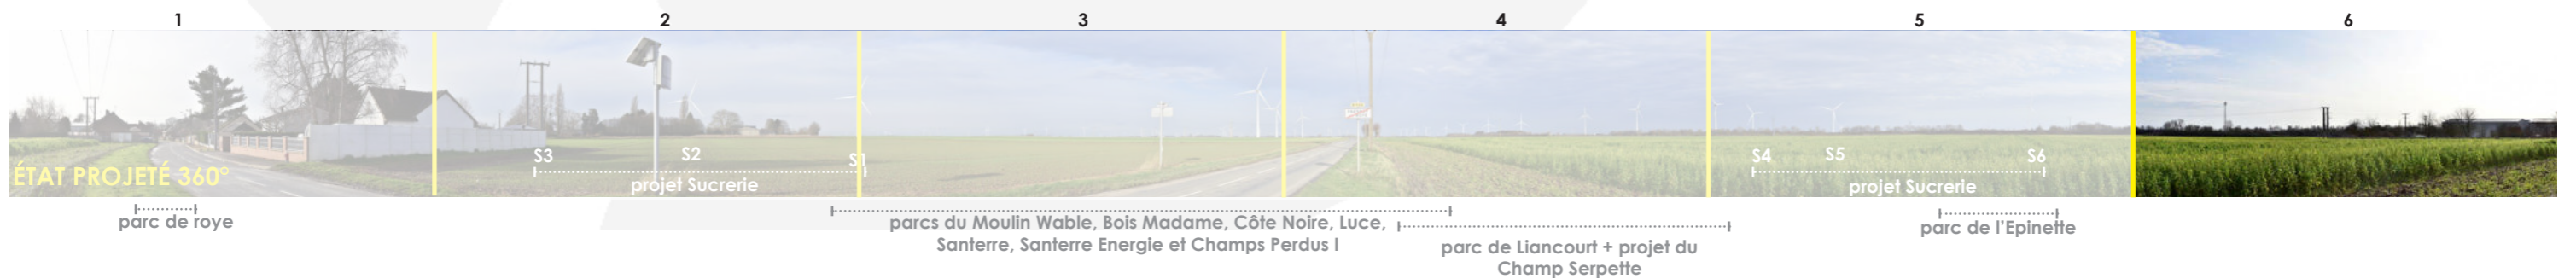 1 2 3 4 5 6
S3 S2 S1 S4 S5 S6
ÉTAT PROJETÉ 360°
projet Sucrerie projet Sucrerie
parc de roye
parcs du Moulin Wable, Bois Madame, Côte Noire, Luce,
Santerre, Santerre Energie et Champs Perdus I
parc de Liancourt + projet du
Champ Serpette
parc de l'Epinette